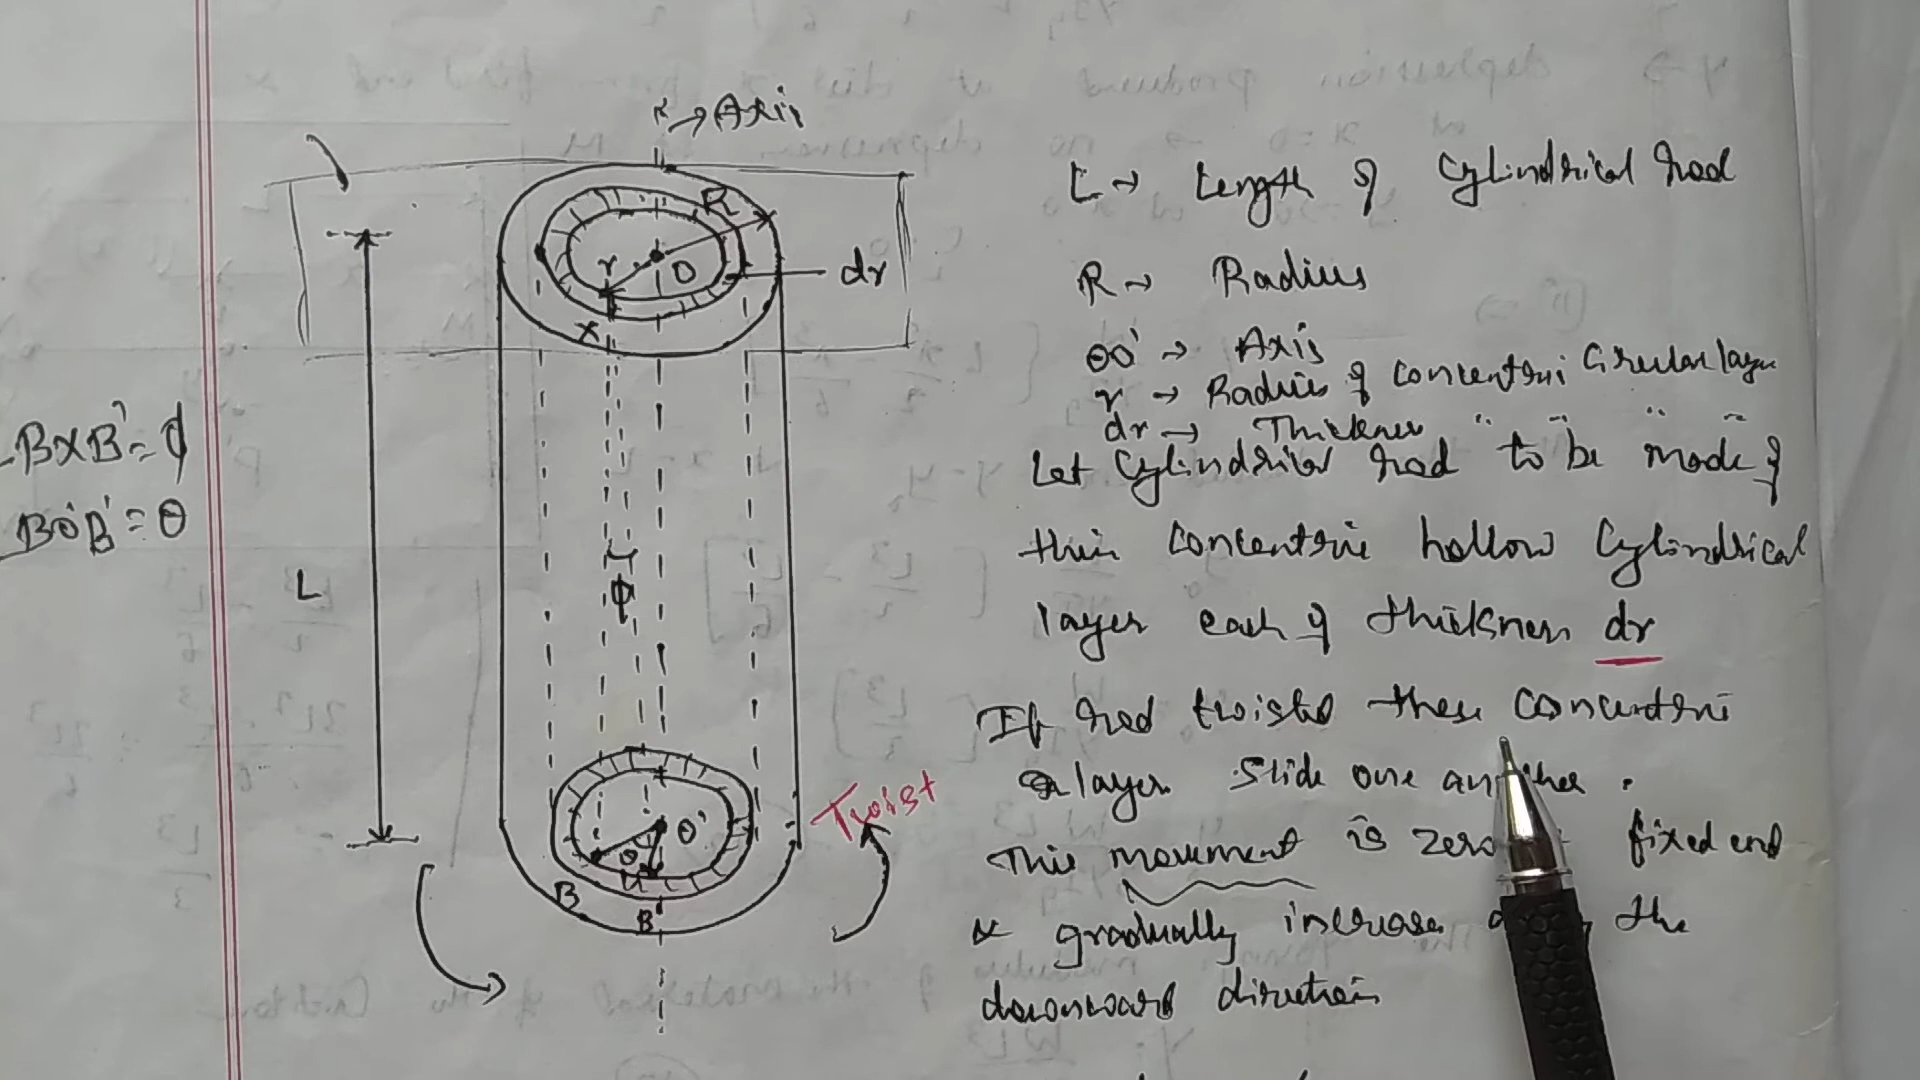 → Axis
R
r
O
dr
X
L
ϕ
∠BXB' = ϕ
BO'B' = θ
Twist
O'
θ
B
B'
L → Length of Cylindrical rod
R → Radius
OO' → Axis
r → Radius of concentric Circular layer
dr → Thickness " " " "
Let Cylindrical rod to be made of
thin concentric hollow Cylindrical
layer each of thickness dr
If rod twisted these concentric
layer slide one another .
This movement is zero fixed end
& gradually increase the
downward direction